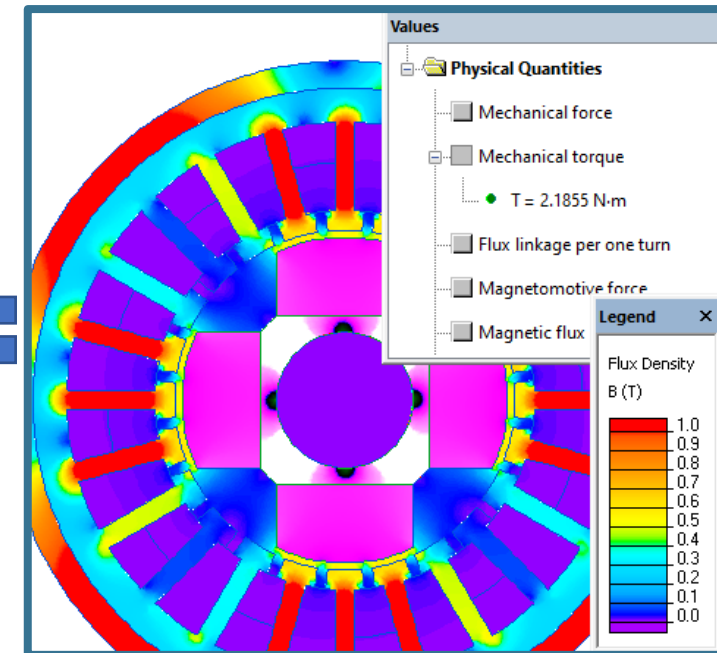 Values
Physical Quantities
Mechanical force
Mechanical torque
T = 2.1855 N·m
Flux linkage per one turn
Magnetomotive force
Magnetic flux
Legend
Flux Density
B (T)
1.0
0.9
0.8
0.7
0.6
0.5
0.4
0.3
0.2
0.1
0.0